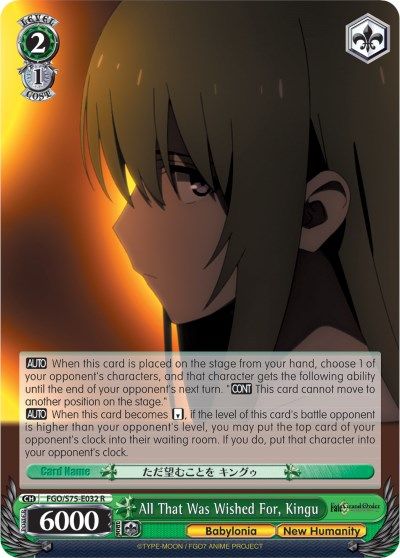 LEVEL
2
1
COST
AUTO When this card is placed on the stage from your hand, choose 1 of
your opponent's characters, and that character gets the following ability
until the end of your opponent's next turn. "CONT This card cannot move to
another position on the stage."
AUTO When this card becomes, if the level of this card's battle opponent
is higher than your opponent's level, you may put the top card of your
opponent's clock into their waiting room. If you do, put that character
into your opponent's clock.
Card Name ただ望むことを キングゥ
CH FGO/S75-E032 R
POWER 6000 All That Was Wished For, Kingu Fate Grand Order
Babylonia New Humanity
©TYPE-MOON / FGO7 ANIME PROJECT